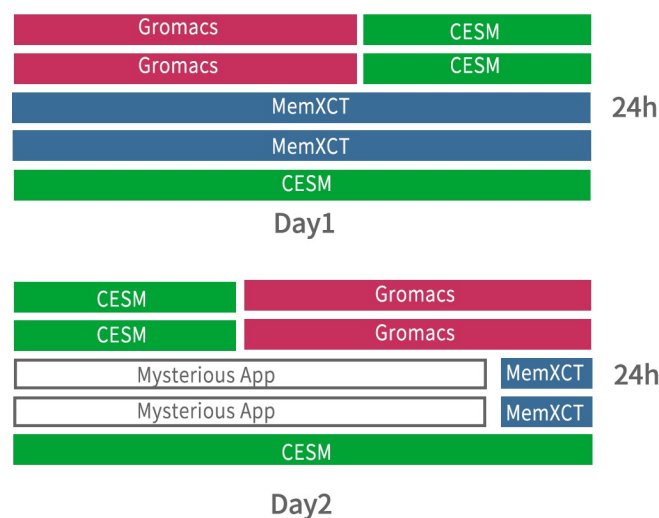 Gromacs CESM
Gromacs CESM
MemXCT 24h
MemXCT
CESM
Day1
CESM Gromacs
CESM Gromacs
Mysterious App MemXCT 24h
Mysterious App MemXCT
CESM
Day2